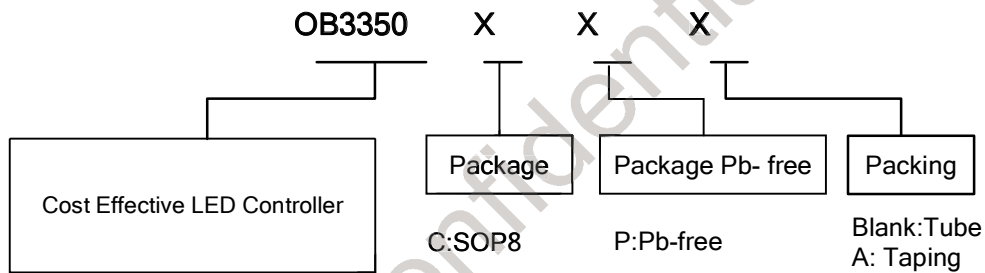 OB3350 X X X
Package
Package Pb- free
Packing
Cost Effective LED Controller
C:SOP8
P:Pb-free
Blank:Tube
A: Taping